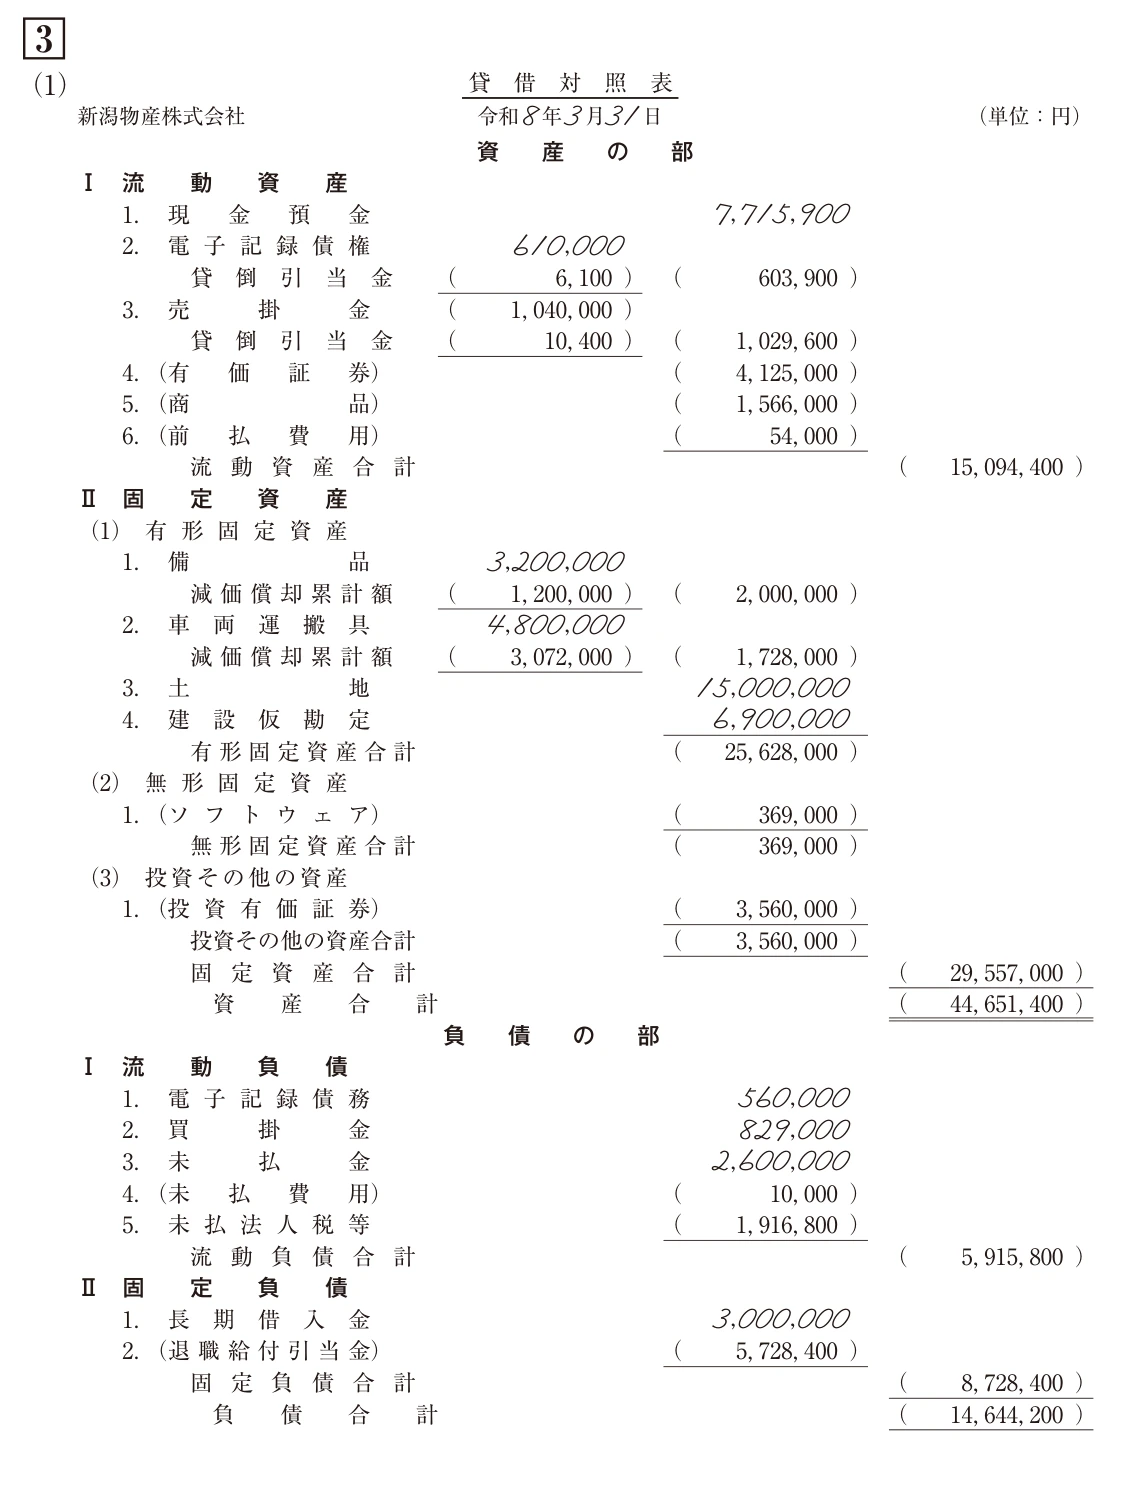 3
(1)
貸借対照表
新潟物産株式会社 令和8年3月31日 (単位：円)
資産の部
Ⅰ 流動資産
1. 現金預金 7,715,900
2. 電子記録債権 610,000
貸倒引当金 ( 6,100 ) ( 603,900 )
3. 売掛金 ( 1,040,000 )
貸倒引当金 ( 10,400 ) ( 1,029,600 )
4. (有価証券) ( 4,125,000 )
5. (商品) ( 1,566,000 )
6. (前払費用) ( 54,000 )
流動資産合計 ( 15,094,400 )
Ⅱ 固定資産
(1) 有形固定資産
1. 備品 3,200,000
減価償却累計額 ( 1,200,000 ) ( 2,000,000 )
2. 車両運搬具 4,800,000
減価償却累計額 ( 3,072,000 ) ( 1,728,000 )
3. 土地 15,000,000
4. 建設仮勘定 6,900,000
有形固定資産合計 ( 25,628,000 )
(2) 無形固定資産
1. (ソフトウェア) ( 369,000 )
無形固定資産合計 ( 369,000 )
(3) 投資その他の資産
1. (投資有価証券) ( 3,560,000 )
投資その他の資産合計 ( 3,560,000 )
固定資産合計 ( 29,557,000 )
資産合計 ( 44,651,400 )
負債の部
Ⅰ 流動負債
1. 電子記録債務 560,000
2. 買掛金 829,000
3. 未払金 2,600,000
4. (未払費用) ( 10,000 )
5. 未払法人税等 ( 1,916,800 )
流動負債合計 ( 5,915,800 )
Ⅱ 固定負債
1. 長期借入金 3,000,000
2. (退職給付引当金) ( 5,728,400 )
固定負債合計 ( 8,728,400 )
負債合計 ( 14,644,200 )